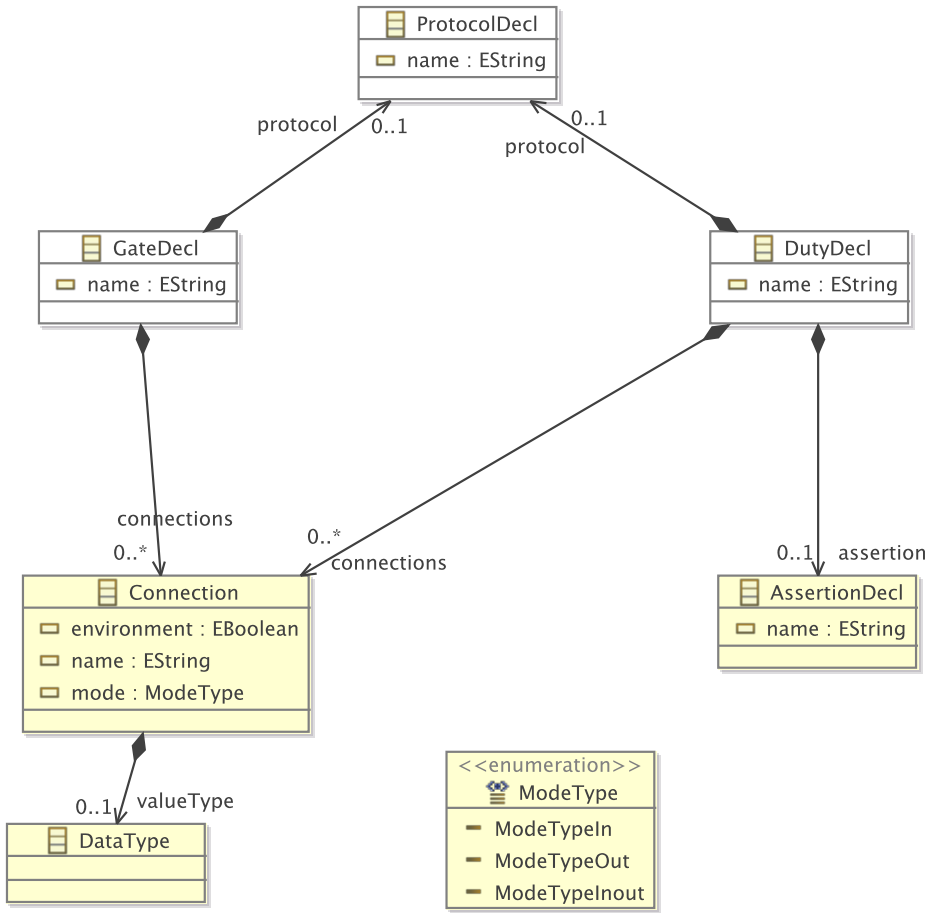 ProtocolDecl
name : EString
protocol
0..1
0..1
protocol
GateDecl
name : EString
DutyDecl
name : EString
connections
0..*
0..*
connections
0..1
assertion
Connection
environment : EBoolean
name : EString
mode : ModeType
AssertionDecl
name : EString
0..1
valueType
DataType
<<enumeration>>
ModeType
ModeTypeIn
ModeTypeOut
ModeTypeInout